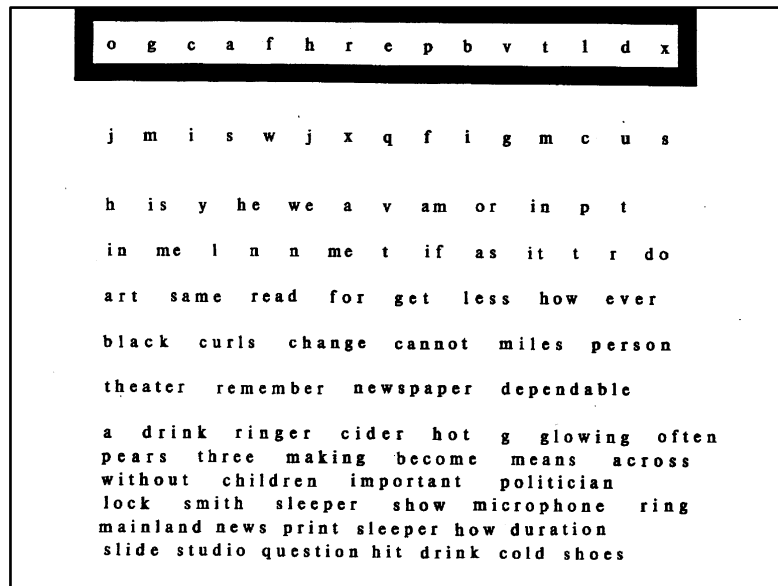 o g c a f h r e p b v t l d x
j m i s w j x q f i g m c u s
h is y he we a v am or in p t
in me l n n me t if as it t r do
art same read for get less how ever
black curls change cannot miles person
theater remember newspaper dependable
a drink ringer cider hot g glowing often
pears three making become means across
without children important politician
lock smith sleeper show microphone ring
mainland news print sleeper how duration
slide studio question hit drink cold shoes